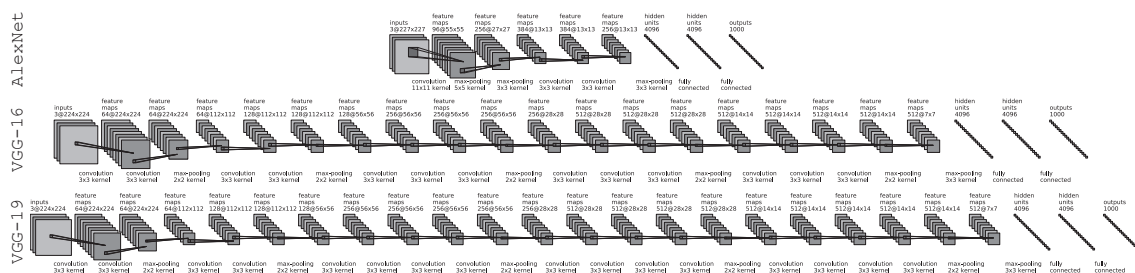 AlexNet
inputs
3@227x227
feature
maps
96@55x55
feature
maps
256@27x27
feature
maps
384@13x13
feature
maps
384@13x13
feature
maps
256@13x13
hidden
units
4096
hidden
units
4096
outputs
1000
convolution
11x11 kernel
max-pooling
5x5 kernel
max-pooling
3x3 kernel
convolution
3x3 kernel
convolution
3x3 kernel
max-pooling
3x3 kernel
fully
connected
fully
connected
VGG-16
inputs
3@224x224
feature
maps
64@224x224
feature
maps
64@224x224
feature
maps
64@112x112
feature
maps
128@112x112
feature
maps
128@112x112
feature
maps
128@56x56
feature
maps
256@56x56
feature
maps
256@56x56
feature
maps
256@56x56
feature
maps
256@28x28
feature
maps
512@28x28
feature
maps
512@28x28
feature
maps
512@28x28
feature
maps
512@14x14
feature
maps
512@14x14
feature
maps
512@14x14
feature
maps
512@14x14
feature
maps
512@7x7
hidden
units
4096
hidden
units
4096
outputs
1000
convolution
3x3 kernel
convolution
3x3 kernel
max-pooling
2x2 kernel
convolution
3x3 kernel
convolution
3x3 kernel
max-pooling
2x2 kernel
convolution
3x3 kernel
convolution
3x3 kernel
convolution
3x3 kernel
max-pooling
2x2 kernel
convolution
3x3 kernel
convolution
3x3 kernel
convolution
3x3 kernel
max-pooling
2x2 kernel
convolution
3x3 kernel
convolution
3x3 kernel
convolution
3x3 kernel
max-pooling
2x2 kernel
max-pooling
3x3 kernel
fully
connected
fully
connected
VGG-19
inputs
3@224x224
feature
maps
64@224x224
feature
maps
64@224x224
feature
maps
64@112x112
feature
maps
128@112x112
feature
maps
128@112x112
feature
maps
128@56x56
feature
maps
256@56x56
feature
maps
256@56x56
feature
maps
256@56x56
feature
maps
256@56x56
feature
maps
256@28x28
feature
maps
512@28x28
feature
maps
512@28x28
feature
maps
512@28x28
feature
maps
512@28x28
feature
maps
512@14x14
feature
maps
512@14x14
feature
maps
512@14x14
feature
maps
512@14x14
feature
maps
512@14x14
feature
maps
512@7x7
hidden
units
4096
hidden
units
4096
outputs
1000
convolution
3x3 kernel
convolution
3x3 kernel
max-pooling
2x2 kernel
convolution
3x3 kernel
convolution
3x3 kernel
max-pooling
2x2 kernel
convolution
3x3 kernel
convolution
3x3 kernel
convolution
3x3 kernel
convolution
3x3 kernel
max-pooling
2x2 kernel
convolution
3x3 kernel
convolution
3x3 kernel
convolution
3x3 kernel
convolution
3x3 kernel
max-pooling
2x2 kernel
convolution
3x3 kernel
convolution
3x3 kernel
convolution
3x3 kernel
convolution
3x3 kernel
max-pooling
2x2 kernel
max-pooling
3x3 kernel
fully
connected
fully
connected